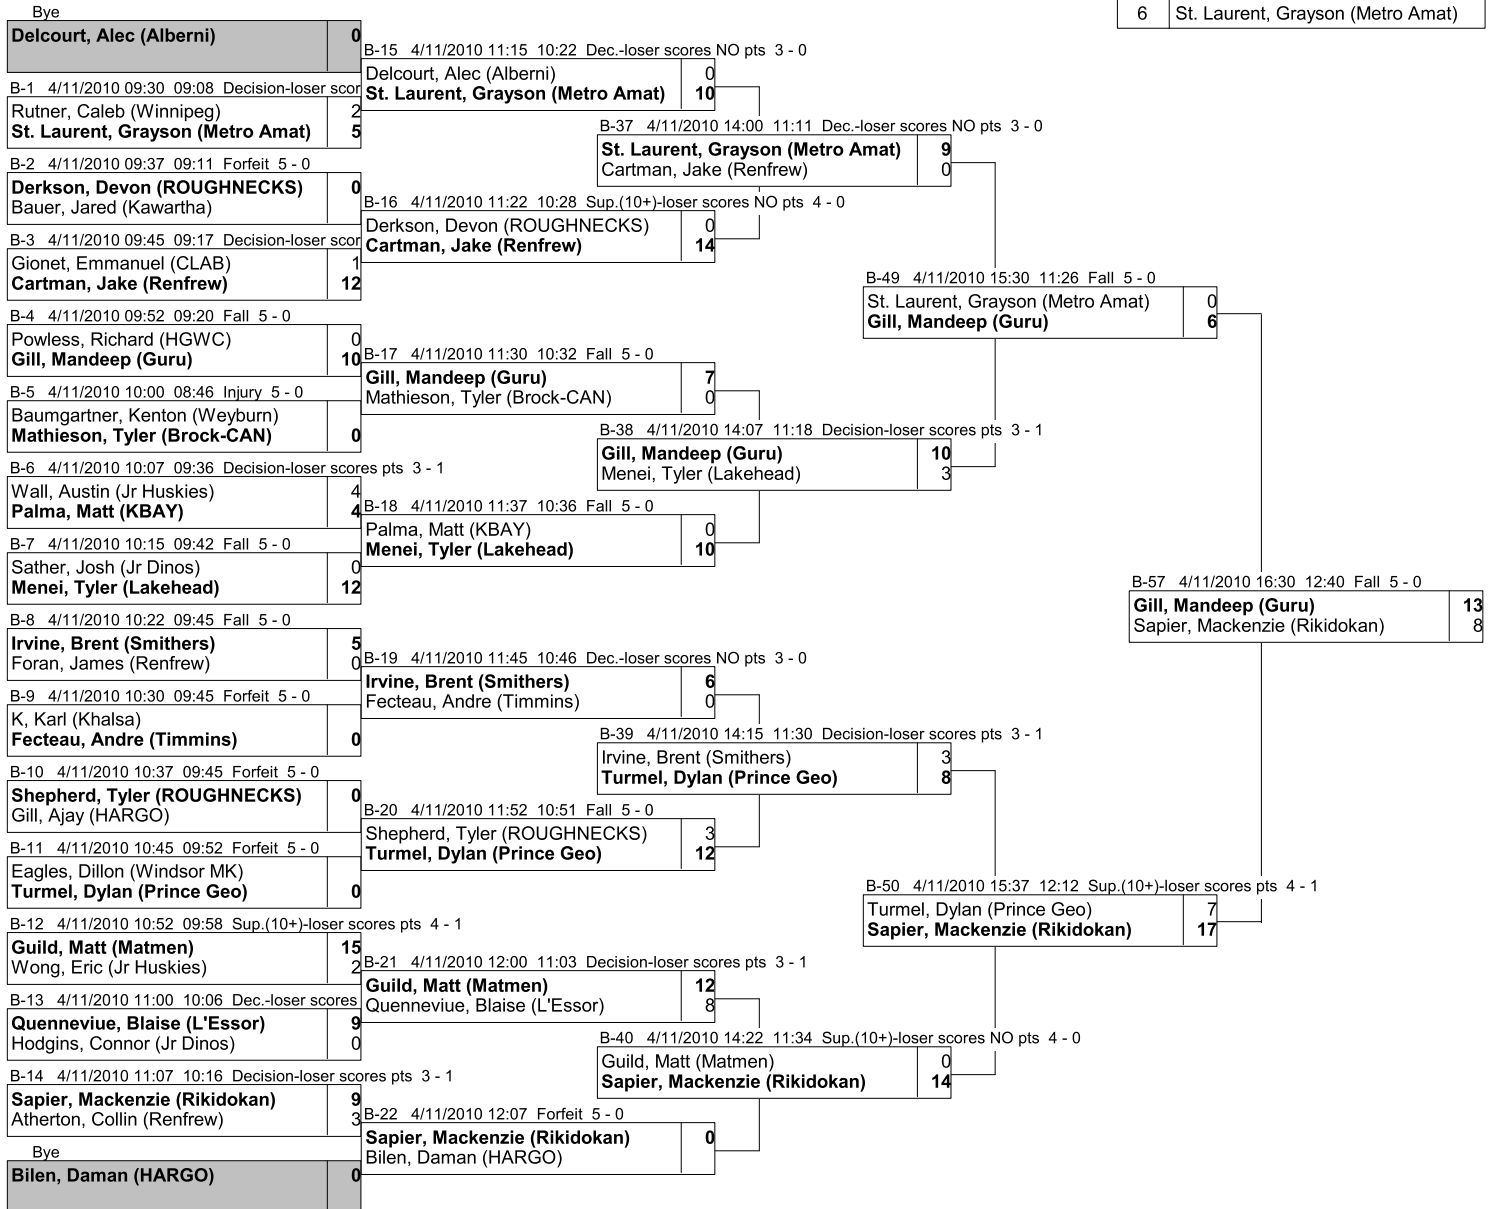 Bye
Delcourt, Alec (Alberni) 0
B-1 4/11/2010 09:30 09:08 Decision-loser scor
Rutner, Caleb (Winnipeg) 2
St. Laurent, Grayson (Metro Amat) 5
B-2 4/11/2010 09:37 09:11 Forfeit 5 - 0
Derkson, Devon (ROUGHNECKS) 0
Bauer, Jared (Kawartha)
B-3 4/11/2010 09:45 09:17 Decision-loser scor
Gionet, Emmanuel (CLAB) 1
Cartman, Jake (Renfrew) 12
B-4 4/11/2010 09:52 09:20 Fall 5 - 0
Powless, Richard (HGWC) 0
Gill, Mandeep (Guru) 10
B-5 4/11/2010 10:00 08:46 Injury 5 - 0
Baumgartner, Kenton (Weyburn)
Mathieson, Tyler (Brock-CAN) 0
B-6 4/11/2010 10:07 09:36 Decision-loser scores pts 3 - 1
Wall, Austin (Jr Huskies) 4
Palma, Matt (KBAY) 4
B-7 4/11/2010 10:15 09:42 Fall 5 - 0
Sather, Josh (Jr Dinos) 0
Menei, Tyler (Lakehead) 12
B-8 4/11/2010 10:22 09:45 Fall 5 - 0
Irvine, Brent (Smithers) 5
Foran, James (Renfrew) 0
B-9 4/11/2010 10:30 09:45 Forfeit 5 - 0
K, Karl (Khalsa)
Fecteau, Andre (Timmins) 0
B-10 4/11/2010 10:37 09:45 Forfeit 5 - 0
Shepherd, Tyler (ROUGHNECKS) 0
Gill, Ajay (HARGO)
B-11 4/11/2010 10:45 09:52 Forfeit 5 - 0
Eagles, Dillon (Windsor MK)
Turmel, Dylan (Prince Geo) 0
B-12 4/11/2010 10:52 09:58 Sup.(10+)-loser scores pts 4 - 1
Guild, Matt (Matmen) 15
Wong, Eric (Jr Huskies) 2
B-13 4/11/2010 11:00 10:06 Dec.-loser scores
Quenneviue, Blaise (L'Essor) 9
Hodgins, Connor (Jr Dinos) 0
B-14 4/11/2010 11:07 10:16 Decision-loser scores pts 3 - 1
Sapier, Mackenzie (Rikidokan) 9
Atherton, Collin (Renfrew) 3
Bye
Bilen, Daman (HARGO) 0
B-15 4/11/2010 11:15 10:22 Dec.-loser scores NO pts 3 - 0
Delcourt, Alec (Alberni) 0
St. Laurent, Grayson (Metro Amat) 10
B-16 4/11/2010 11:22 10:28 Sup.(10+)-loser scores NO pts 4 - 0
Derkson, Devon (ROUGHNECKS) 0
Cartman, Jake (Renfrew) 14
B-17 4/11/2010 11:30 10:32 Fall 5 - 0
Gill, Mandeep (Guru) 7
Mathieson, Tyler (Brock-CAN) 0
B-18 4/11/2010 11:37 10:36 Fall 5 - 0
Palma, Matt (KBAY) 0
Menei, Tyler (Lakehead) 10
B-19 4/11/2010 11:45 10:46 Dec.-loser scores NO pts 3 - 0
Irvine, Brent (Smithers) 6
Fecteau, Andre (Timmins) 0
B-20 4/11/2010 11:52 10:51 Fall 5 - 0
Shepherd, Tyler (ROUGHNECKS) 3
Turmel, Dylan (Prince Geo) 12
B-21 4/11/2010 12:00 11:03 Decision-loser scores pts 3 - 1
Guild, Matt (Matmen) 12
Quenneviue, Blaise (L'Essor) 8
B-22 4/11/2010 12:07 Forfeit 5 - 0
Sapier, Mackenzie (Rikidokan) 0
Bilen, Daman (HARGO)
B-37 4/11/2010 14:00 11:11 Dec.-loser scores NO pts 3 - 0
St. Laurent, Grayson (Metro Amat) 9
Cartman, Jake (Renfrew) 0
B-38 4/11/2010 14:07 11:18 Decision-loser scores pts 3 - 1
Gill, Mandeep (Guru) 10
Menei, Tyler (Lakehead) 3
B-39 4/11/2010 14:15 11:30 Decision-loser scores pts 3 - 1
Irvine, Brent (Smithers) 3
Turmel, Dylan (Prince Geo) 8
B-40 4/11/2010 14:22 11:34 Sup.(10+)-loser scores NO pts 4 - 0
Guild, Matt (Matmen) 0
Sapier, Mackenzie (Rikidokan) 14
B-49 4/11/2010 15:30 11:26 Fall 5 - 0
St. Laurent, Grayson (Metro Amat) 0
Gill, Mandeep (Guru) 6
B-50 4/11/2010 15:37 12:12 Sup.(10+)-loser scores pts 4 - 1
Turmel, Dylan (Prince Geo) 7
Sapier, Mackenzie (Rikidokan) 17
6 St. Laurent, Grayson (Metro Amat)
B-57 4/11/2010 16:30 12:40 Fall 5 - 0
Gill, Mandeep (Guru) 13
Sapier, Mackenzie (Rikidokan) 8